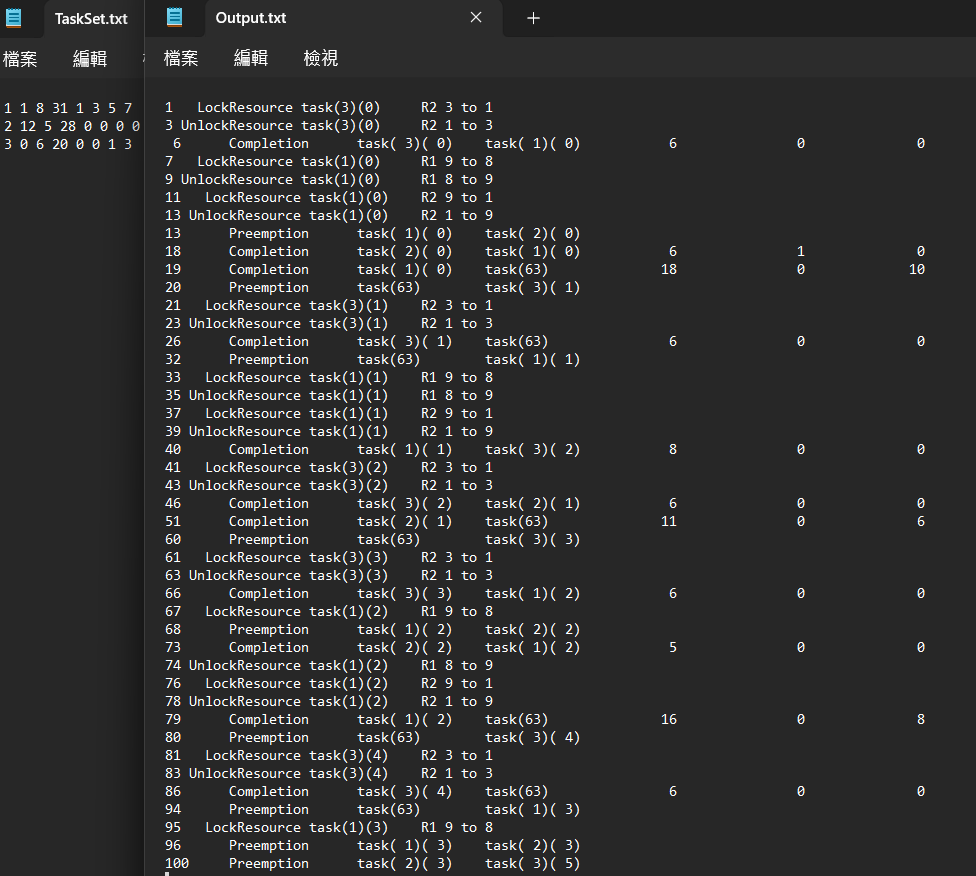 TaskSet.txt
檔案 編輯
1 1 8 31 1 3 5 7
2 12 5 28 0 0 0 0
3 0 6 20 0 0 1 3
Output.txt
檔案 編輯 檢視
1 LockResource task(3)(0) R2 3 to 1
3 UnlockResource task(3)(0) R2 1 to 3
6 Completion task( 3)( 0) task( 1)( 0) 6 0 0
7 LockResource task(1)(0) R1 9 to 8
9 UnlockResource task(1)(0) R1 8 to 9
11 LockResource task(1)(0) R2 9 to 1
13 UnlockResource task(1)(0) R2 1 to 9
13 Preemption task( 1)( 0) task( 2)( 0)
18 Completion task( 2)( 0) task( 1)( 0) 6 1 0
19 Completion task( 1)( 0) task(63) 18 0 10
20 Preemption task(63) task( 3)( 1)
21 LockResource task(3)(1) R2 3 to 1
23 UnlockResource task(3)(1) R2 1 to 3
26 Completion task( 3)( 1) task(63) 6 0 0
32 Preemption task(63) task( 1)( 1)
33 LockResource task(1)(1) R1 9 to 8
35 UnlockResource task(1)(1) R1 8 to 9
37 LockResource task(1)(1) R2 9 to 1
39 UnlockResource task(1)(1) R2 1 to 9
40 Completion task( 1)( 1) task( 3)( 2) 8 0 0
41 LockResource task(3)(2) R2 3 to 1
43 UnlockResource task(3)(2) R2 1 to 3
46 Completion task( 3)( 2) task( 2)( 1) 6 0 0
51 Completion task( 2)( 1) task(63) 11 0 6
60 Preemption task(63) task( 3)( 3)
61 LockResource task(3)(3) R2 3 to 1
63 UnlockResource task(3)(3) R2 1 to 3
66 Completion task( 3)( 3) task( 1)( 2) 6 0 0
67 LockResource task(1)(2) R1 9 to 8
68 Preemption task( 1)( 2) task( 2)( 2)
73 Completion task( 2)( 2) task( 1)( 2) 5 0 0
74 UnlockResource task(1)(2) R1 8 to 9
76 LockResource task(1)(2) R2 9 to 1
78 UnlockResource task(1)(2) R2 1 to 9
79 Completion task( 1)( 2) task(63) 16 0 8
80 Preemption task(63) task( 3)( 4)
81 LockResource task(3)(4) R2 3 to 1
83 UnlockResource task(3)(4) R2 1 to 3
86 Completion task( 3)( 4) task(63) 6 0 0
94 Preemption task(63) task( 1)( 3)
95 LockResource task(1)(3) R1 9 to 8
96 Preemption task( 1)( 3) task( 2)( 3)
100 Preemption task( 2)( 3) task( 3)( 5)